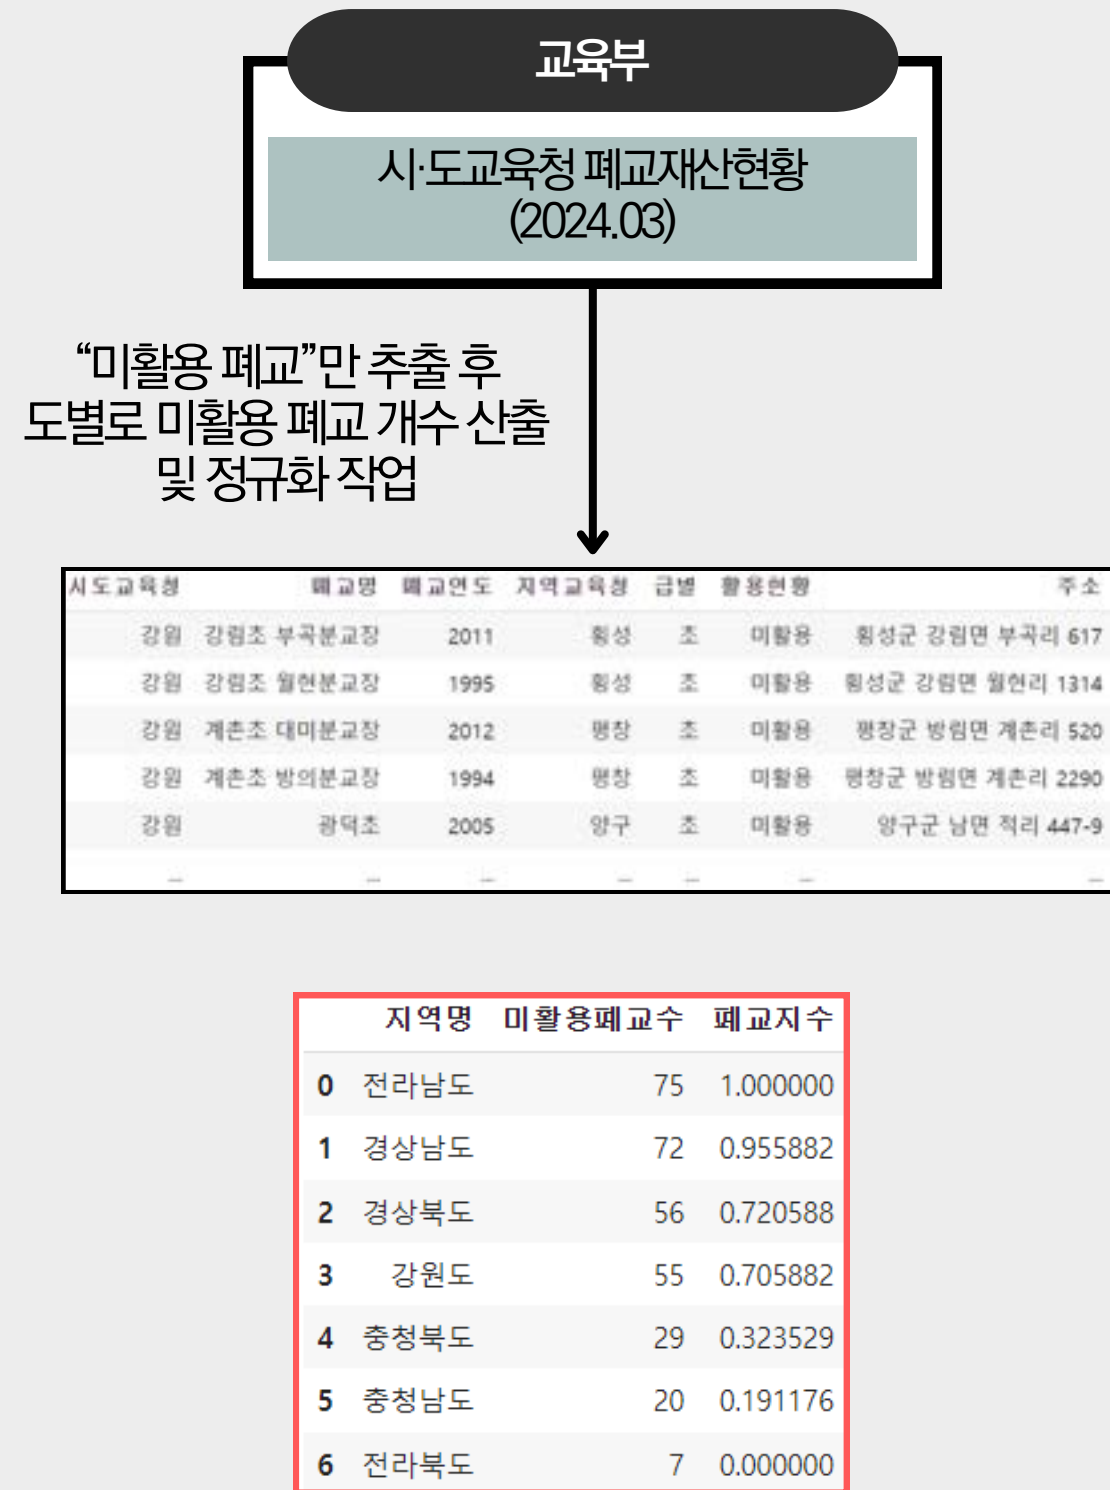 교육부
시·도교육청 폐교재산현황
(2024.03)
“미활용 폐교”만 추출 후
도별로 미활용 폐교 개수 산출
및 정규화 작업
시도교육청 폐교명 폐교연도 지역교육청 급별 활용현황 주소
강원 강림초 부곡분교장 2011 횡성 초 미활용 횡성군 강림면 부곡리 617
강원 강림초 월현분교장 1995 횡성 초 미활용 횡성군 강림면 월현리 1314
강원 계촌초 대미분교장 2012 평창 초 미활용 평창군 방림면 계촌리 520
강원 계촌초 방의분교장 1994 평창 초 미활용 평창군 방림면 계촌리 2290
강원 광덕초 2005 양구 초 미활용 양구군 남면 적리 447-9
... ... ... ... ... ... ...
지역명 미활용폐교수 폐교지수
0 전라남도 75 1.000000
1 경상남도 72 0.955882
2 경상북도 56 0.720588
3 강원도 55 0.705882
4 충청북도 29 0.323529
5 충청남도 20 0.191176
6 전라북도 7 0.000000